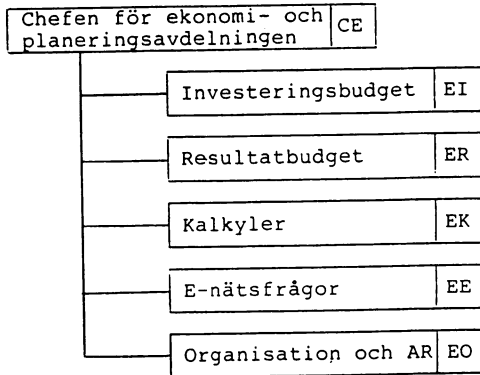 Chefen för ekonomi- och
planeringsavdelningen CE
Investeringsbudget EI
Resultatbudget ER
Kalkyler EK
E-nätsfrågor EE
Organisation och AR EO